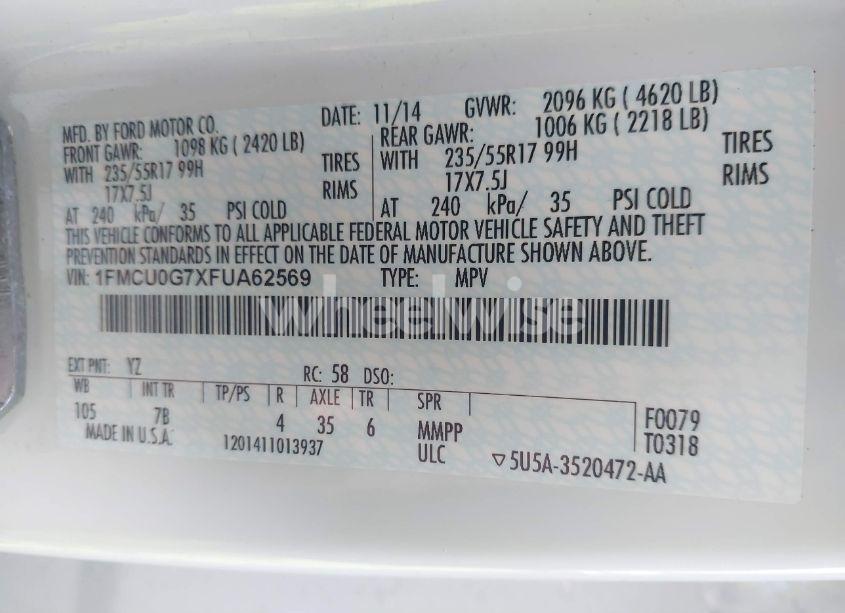 MFD. BY FORD MOTOR CO. DATE: 11/14 GVWR: 2096 KG ( 4620 LB)
FRONT GAWR: 1098 KG ( 2420 LB) REAR GAWR: 1006 KG ( 2218 LB)
WITH 235/55R17 99H TIRES WITH 235/55R17 99H TIRES
17X7.5J RIMS 17X7.5J RIMS
AT 240 kPa/ 35 PSI COLD AT 240 kPa/ 35 PSI COLD
THIS VEHICLE CONFORMS TO ALL APPLICABLE FEDERAL MOTOR VEHICLE SAFETY AND THEFT
PREVENTION STANDARDS IN EFFECT ON THE DATE OF MANUFACTURE SHOWN ABOVE.
VIN: 1FMCU0G7XFUA62569 TYPE: MPV
Wheelwise
EXT PNT: YZ RC: 58 DSO:
WB INT TR TP/PS R AXLE TR SPR
105 7B 4 35 6 MMPP F0079
MADE IN U.S.A. 1201411013937 ULC T0318
5U5A-3520472-AA